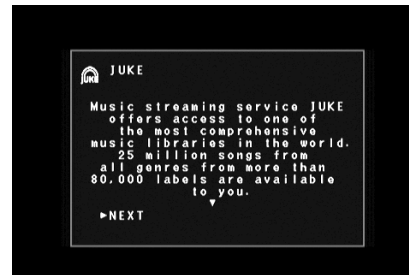 JUKE
JUKE
Music streaming service JUKE
offers access to one of
the most comprehensive
music libraries in the world.
25 million songs from
all genres from more than
80,000 labels are available
to you.
▼
►NEXT